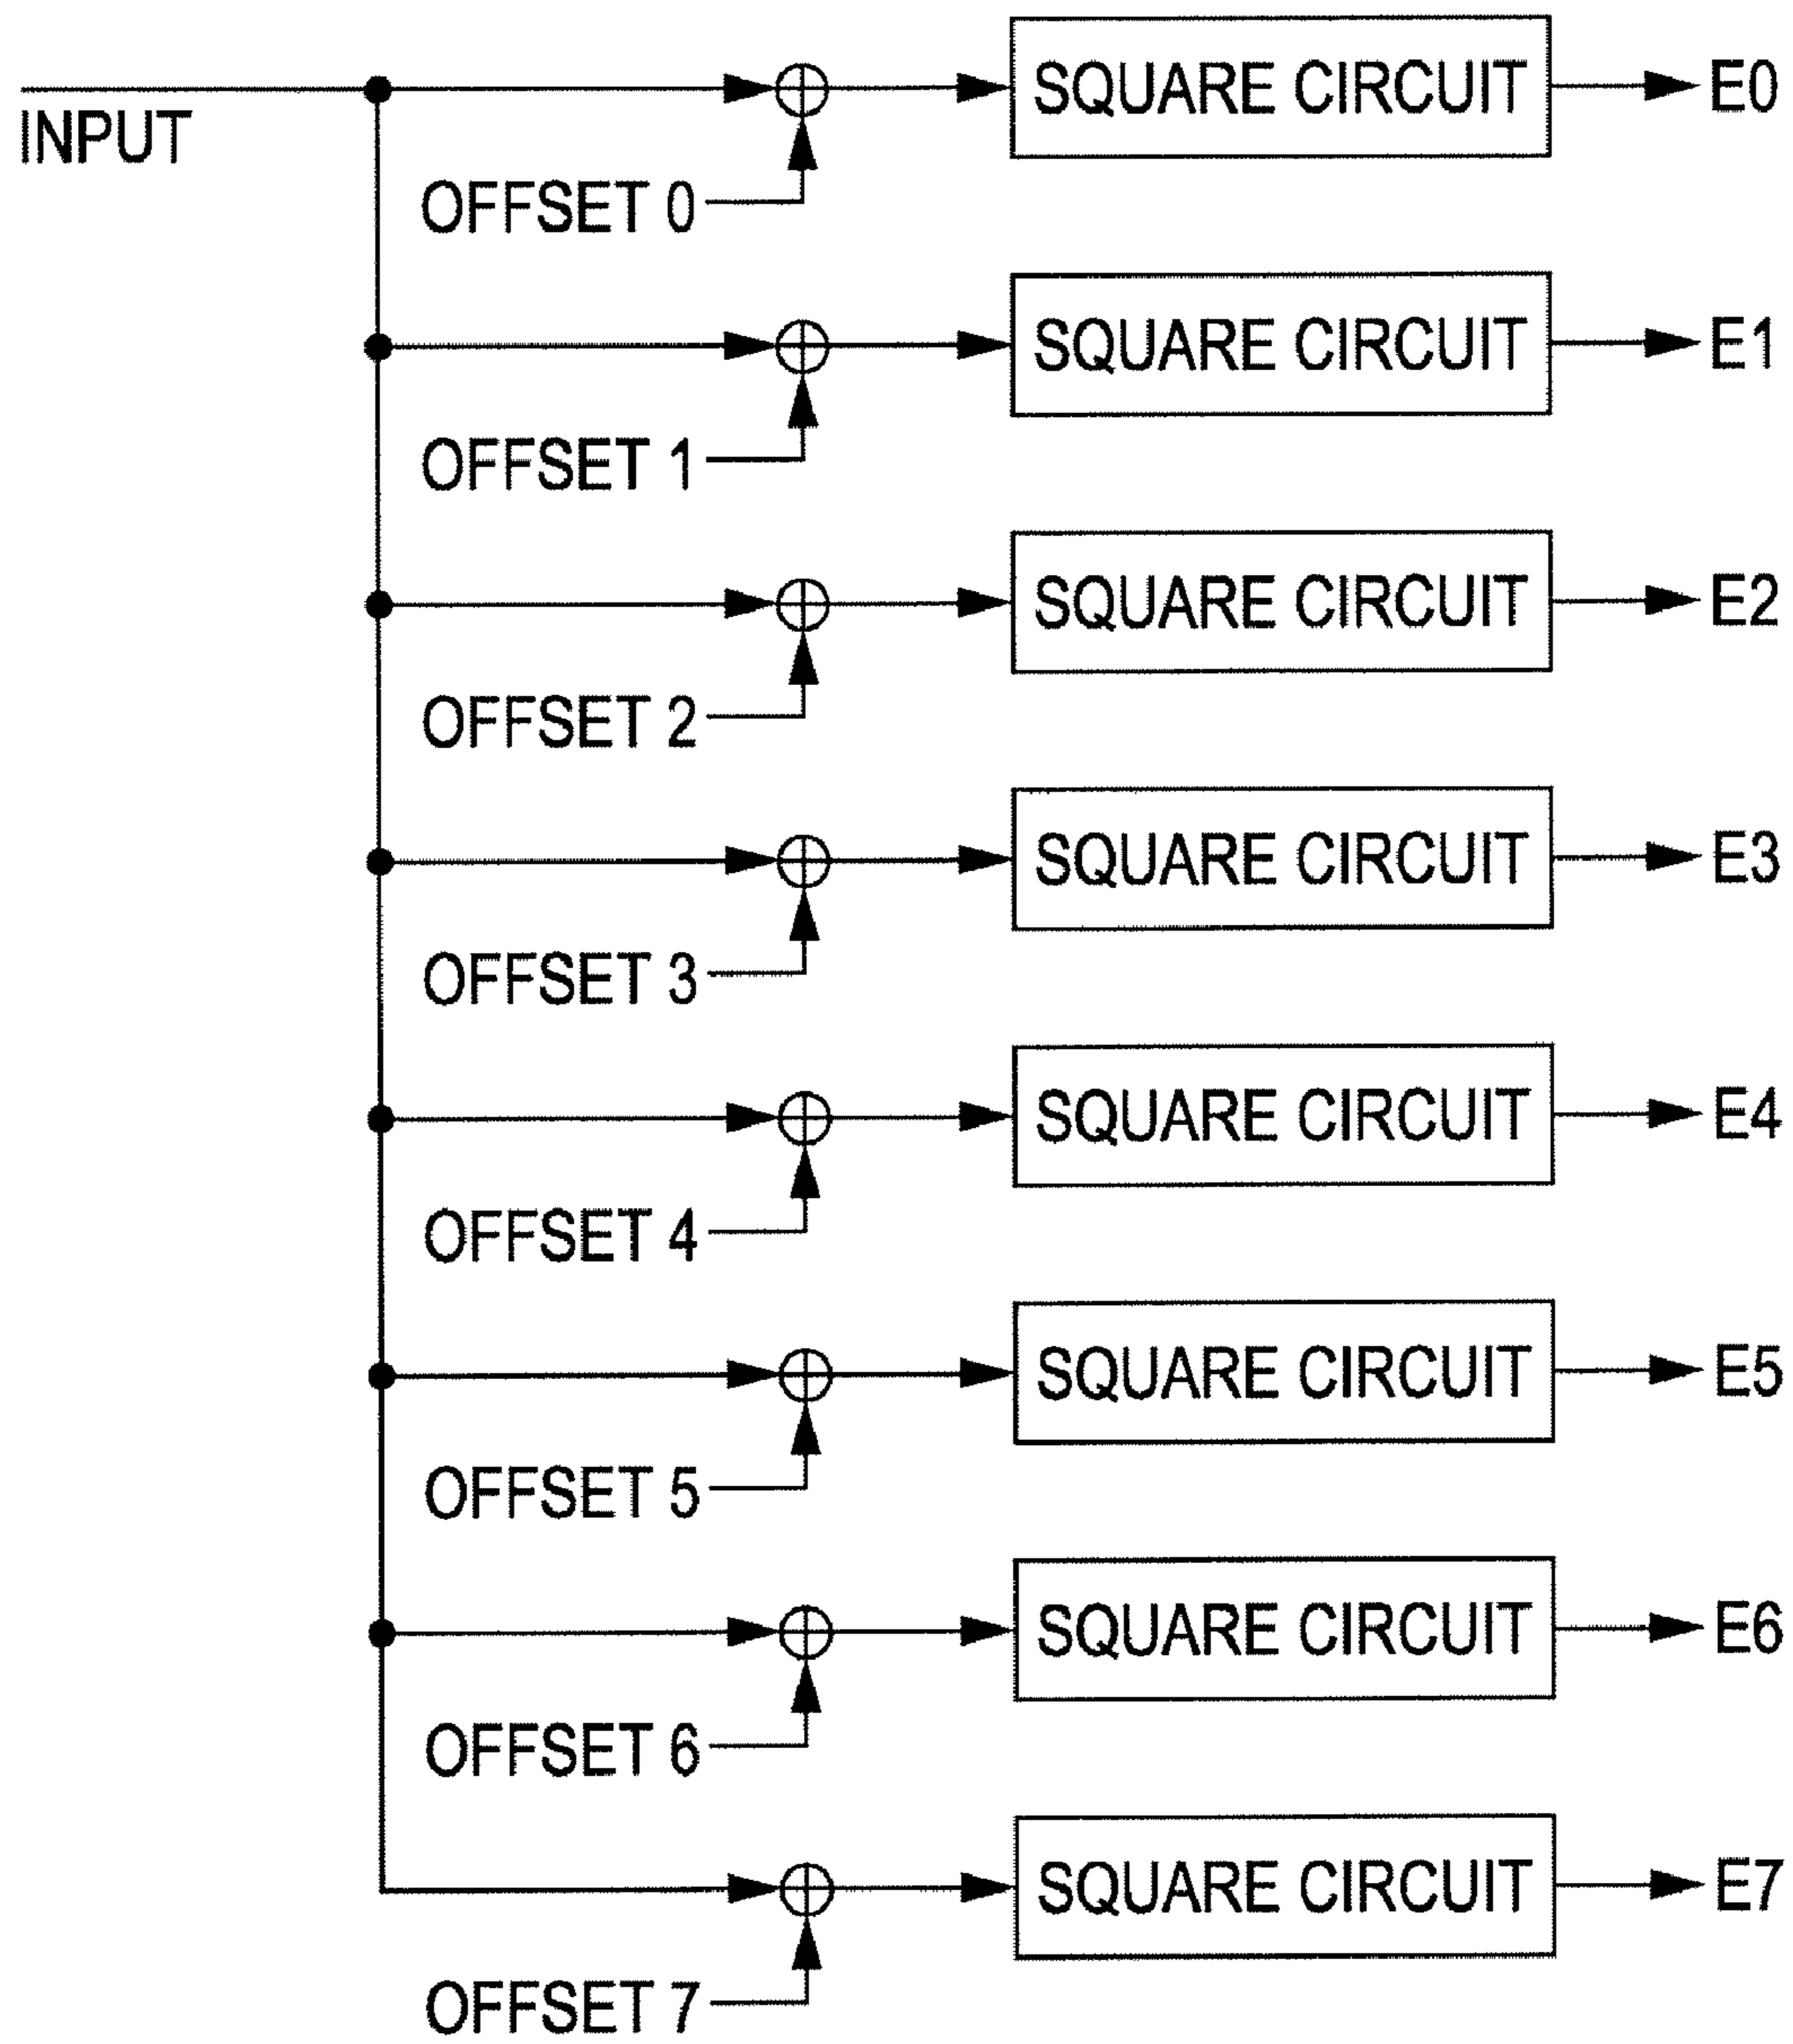 SQUARE CIRCUIT E0
INPUT
OFFSET 0
SQUARE CIRCUIT E1
OFFSET 1
SQUARE CIRCUIT E2
OFFSET 2
SQUARE CIRCUIT E3
OFFSET 3
SQUARE CIRCUIT E4
OFFSET 4
SQUARE CIRCUIT E5
OFFSET 5
SQUARE CIRCUIT E6
OFFSET 6
SQUARE CIRCUIT E7
OFFSET 7